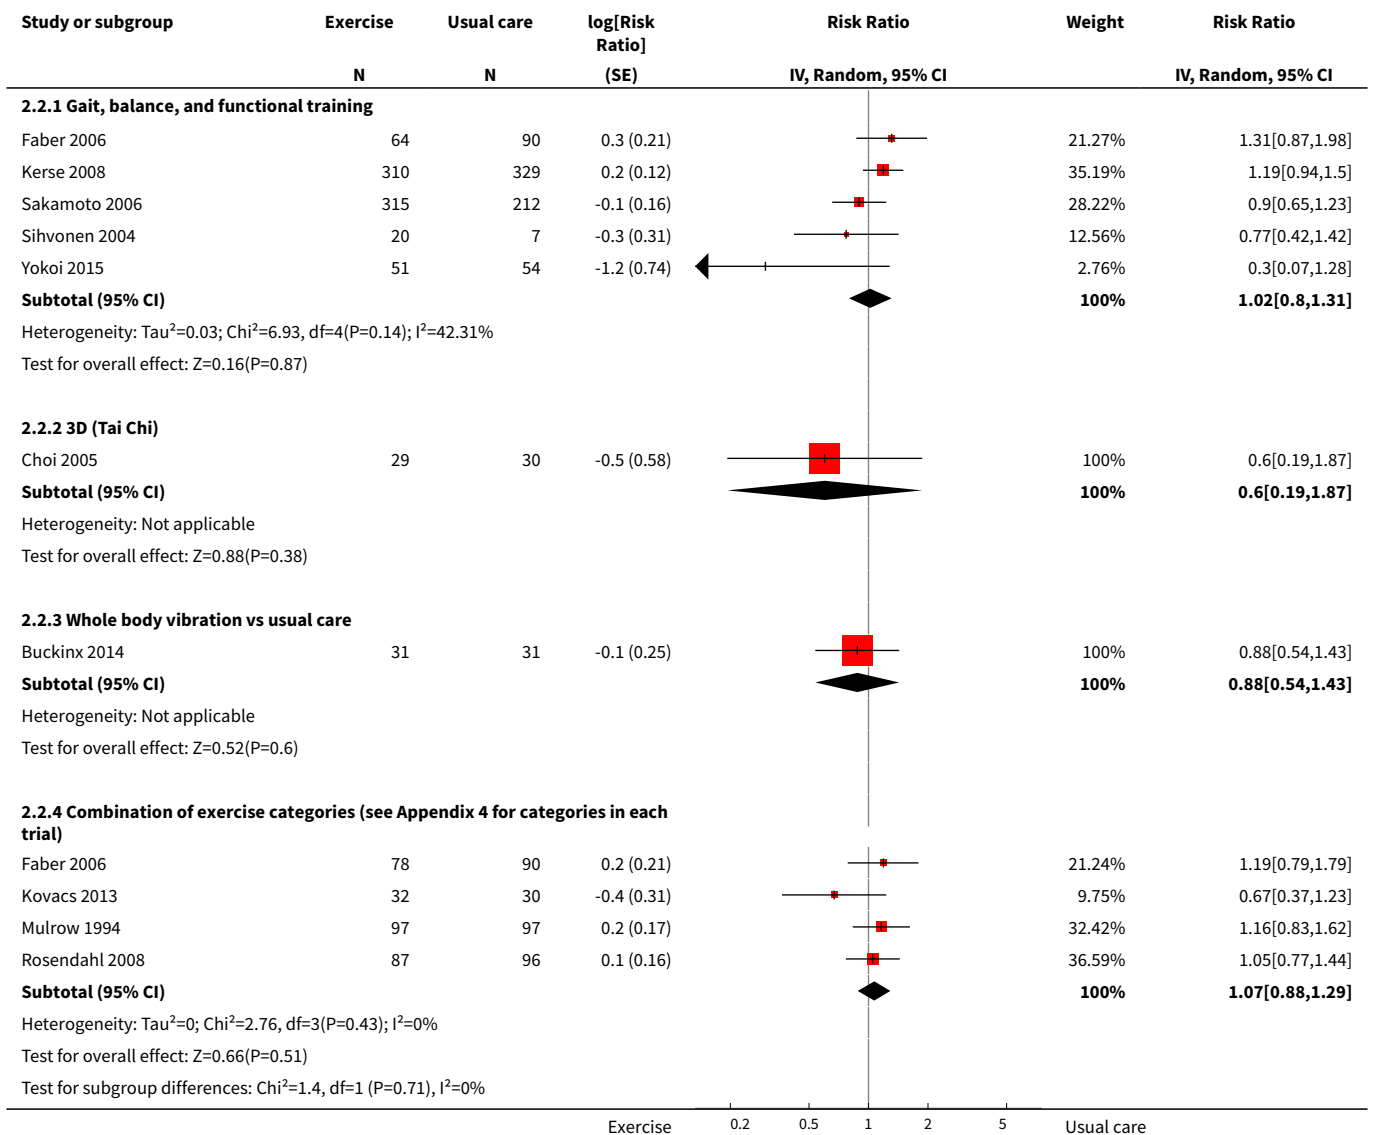 Study or subgroup Exercise Usual care log[Risk Ratio] Risk Ratio Weight Risk Ratio
N N (SE) IV, Random, 95% CI IV, Random, 95% CI
2.2.1 Gait, balance, and functional training
Faber 2006 64 90 0.3 (0.21) 21.27% 1.31[0.87,1.98]
Kerse 2008 310 329 0.2 (0.12) 35.19% 1.19[0.94,1.5]
Sakamoto 2006 315 212 -0.1 (0.16) 28.22% 0.9[0.65,1.23]
Sihvonen 2004 20 7 -0.3 (0.31) 12.56% 0.77[0.42,1.42]
Yokoi 2015 51 54 -1.2 (0.74) 2.76% 0.3[0.07,1.28]
Subtotal (95% CI) 100% 1.02[0.8,1.31]
Heterogeneity: Tau²=0.03; Chi²=6.93, df=4(P=0.14); I²=42.31%
Test for overall effect: Z=0.16(P=0.87)
2.2.2 3D (Tai Chi)
Choi 2005 29 30 -0.5 (0.58) 100% 0.6[0.19,1.87]
Subtotal (95% CI) 100% 0.6[0.19,1.87]
Heterogeneity: Not applicable
Test for overall effect: Z=0.88(P=0.38)
2.2.3 Whole body vibration vs usual care
Buckinx 2014 31 31 -0.1 (0.25) 100% 0.88[0.54,1.43]
Subtotal (95% CI) 100% 0.88[0.54,1.43]
Heterogeneity: Not applicable
Test for overall effect: Z=0.52(P=0.6)
2.2.4 Combination of exercise categories (see Appendix 4 for categories in each
trial)
Faber 2006 78 90 0.2 (0.21) 21.24% 1.19[0.79,1.79]
Kovacs 2013 32 30 -0.4 (0.31) 9.75% 0.67[0.37,1.23]
Mulrow 1994 97 97 0.2 (0.17) 32.42% 1.16[0.83,1.62]
Rosendahl 2008 87 96 0.1 (0.16) 36.59% 1.05[0.77,1.44]
Subtotal (95% CI) 100% 1.07[0.88,1.29]
Heterogeneity: Tau²=0; Chi²=2.76, df=3(P=0.43); I²=0%
Test for overall effect: Z=0.66(P=0.51)
Test for subgroup differences: Chi²=1.4, df=1 (P=0.71), I²=0%
Exercise 0.2 0.5 1 2 5 Usual care